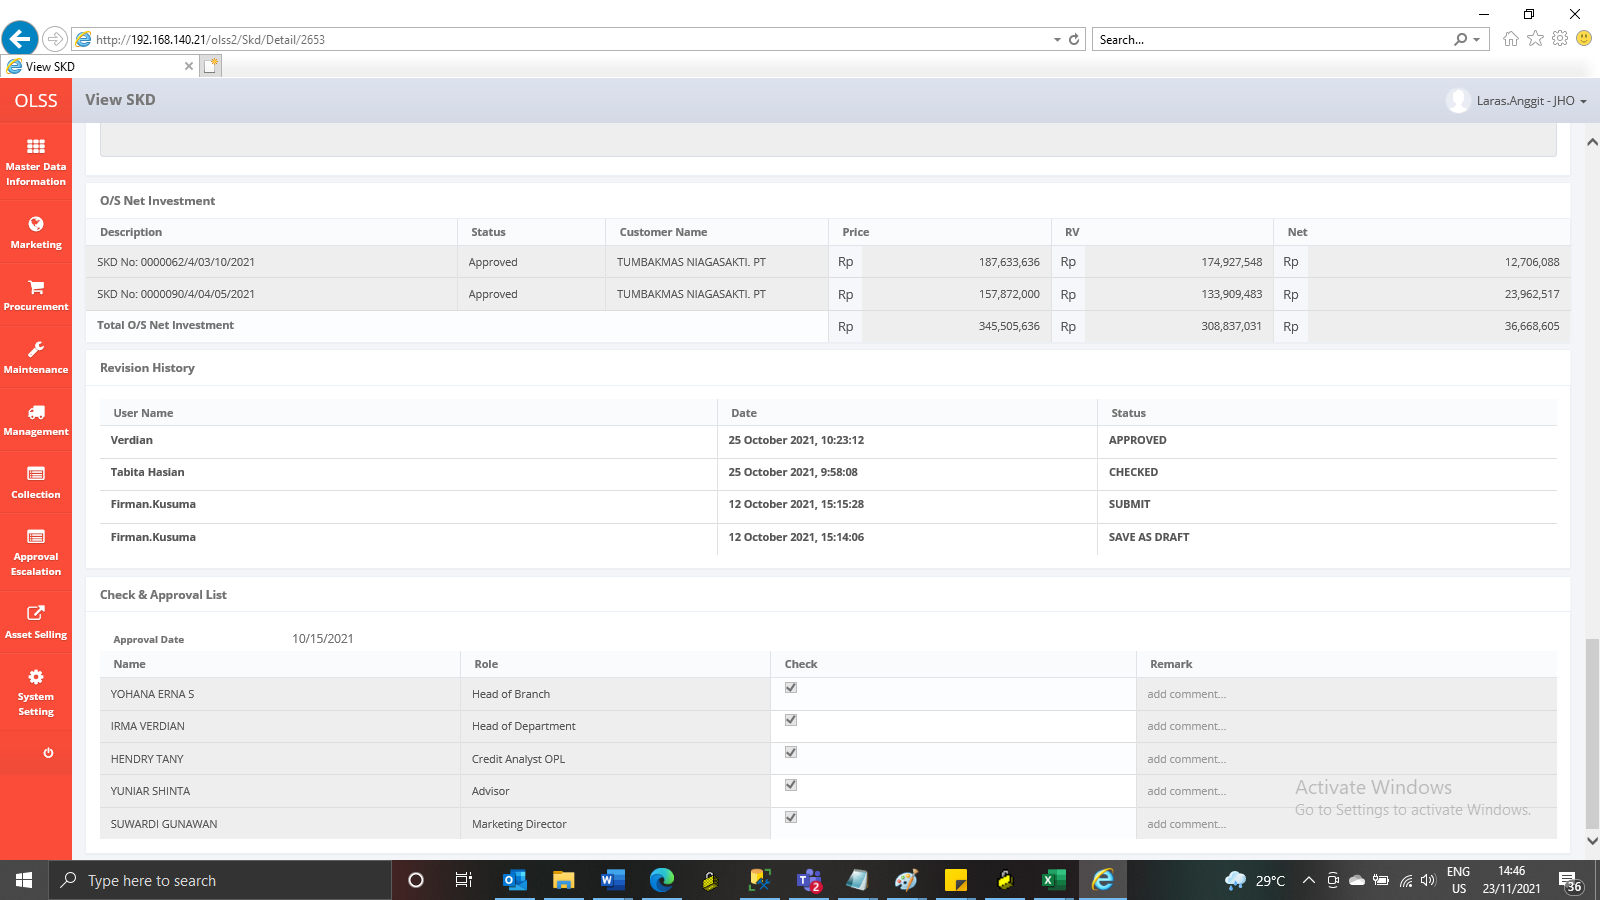 http://192.168.140.21/olss2/Skd/Detail/2653
Search...
View SKD
OLSS
View SKD
Laras.Anggit - JHO
Master Data
Information
Marketing
Procurement
Maintenance
Management
Collection
Approval
Escalation
Asset Selling
System
Setting
O/S Net Investment
Description Status Customer Name Price RV Net
SKD No: 0000062/4/03/10/2021 Approved TUMBAKMAS NIAGASAKTI. PT Rp 187,633,636 Rp 174,927,548 Rp 12,706,088
SKD No: 0000090/4/04/05/2021 Approved TUMBAKMAS NIAGASAKTI. PT Rp 157,872,000 Rp 133,909,483 Rp 23,962,517
Total O/S Net Investment Rp 345,505,636 Rp 308,837,031 Rp 36,668,605
Revision History
User Name Date Status
Verdian 25 October 2021, 10:23:12 APPROVED
Tabita Hasian 25 October 2021, 9:58:08 CHECKED
Firman.Kusuma 12 October 2021, 15:15:28 SUBMIT
Firman.Kusuma 12 October 2021, 15:14:06 SAVE AS DRAFT
Check & Approval List
Approval Date 10/15/2021
Name Role Check Remark
YOHANA ERNA S Head of Branch add comment...
IRMA VERDIAN Head of Department add comment...
HENDRY TANY Credit Analyst OPL add comment...
YUNIAR SHINTA Advisor add comment...
SUWARDI GUNAWAN Marketing Director add comment...
Activate Windows
Go to Settings to activate Windows.
Type here to search
2
29°C
ENG
US
14:46
23/11/2021
36